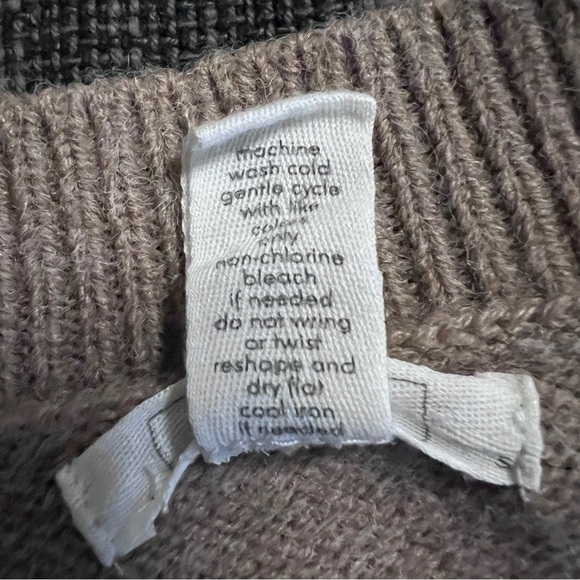 machine
wash cold
gentle cycle
with like
colors
only
non-chlorine
bleach
if needed
do not wring
or twist
reshape and
dry flat
cool iron
if needed